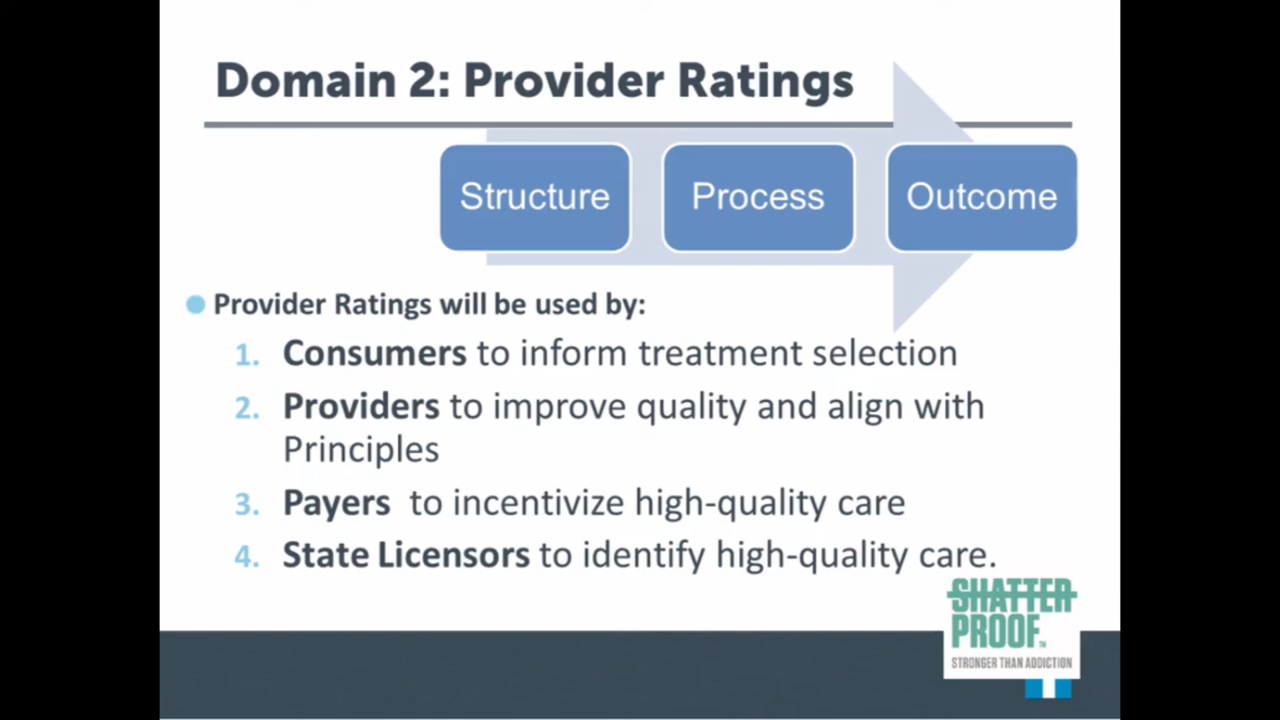 Domain 2: Provider Ratings
Structure
Process
Outcome
Provider Ratings will be used by:
1. Consumers to inform treatment selection
2. Providers to improve quality and align with
Principles
3. Payers to incentivize high-quality care
4. State Licensors to identify high-quality care.
SHATTER
PROOF™
STRONGER THAN ADDICTION